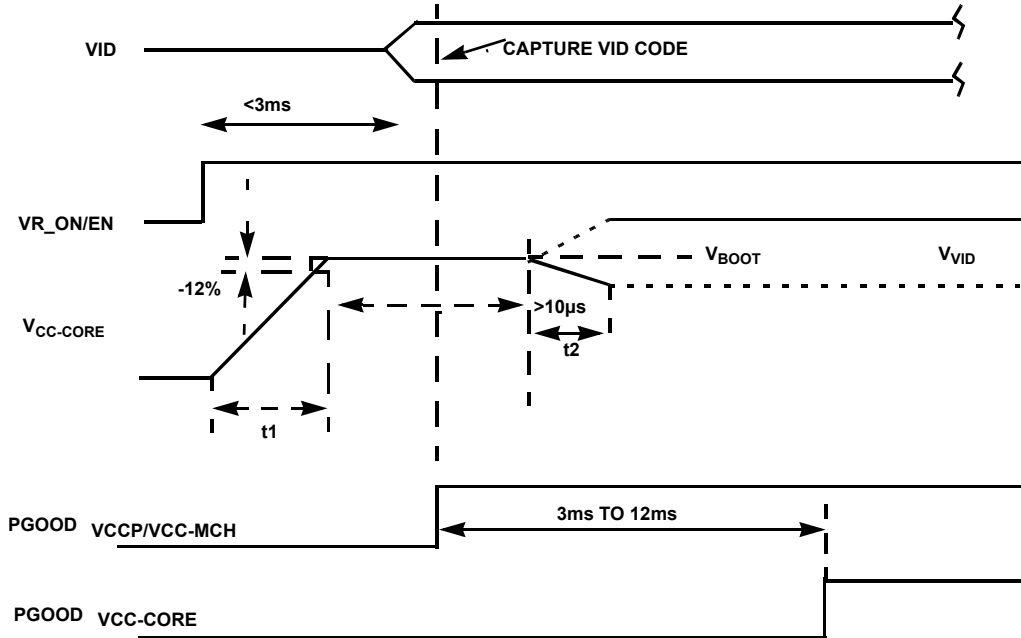 VID
CAPTURE VID CODE
<3ms
VR_ON/EN
-12%
VBOOT
VVID
VCC-CORE
>10µs
t2
t1
PGOOD VCCP/VCC-MCH
3ms TO 12ms
PGOOD VCC-CORE